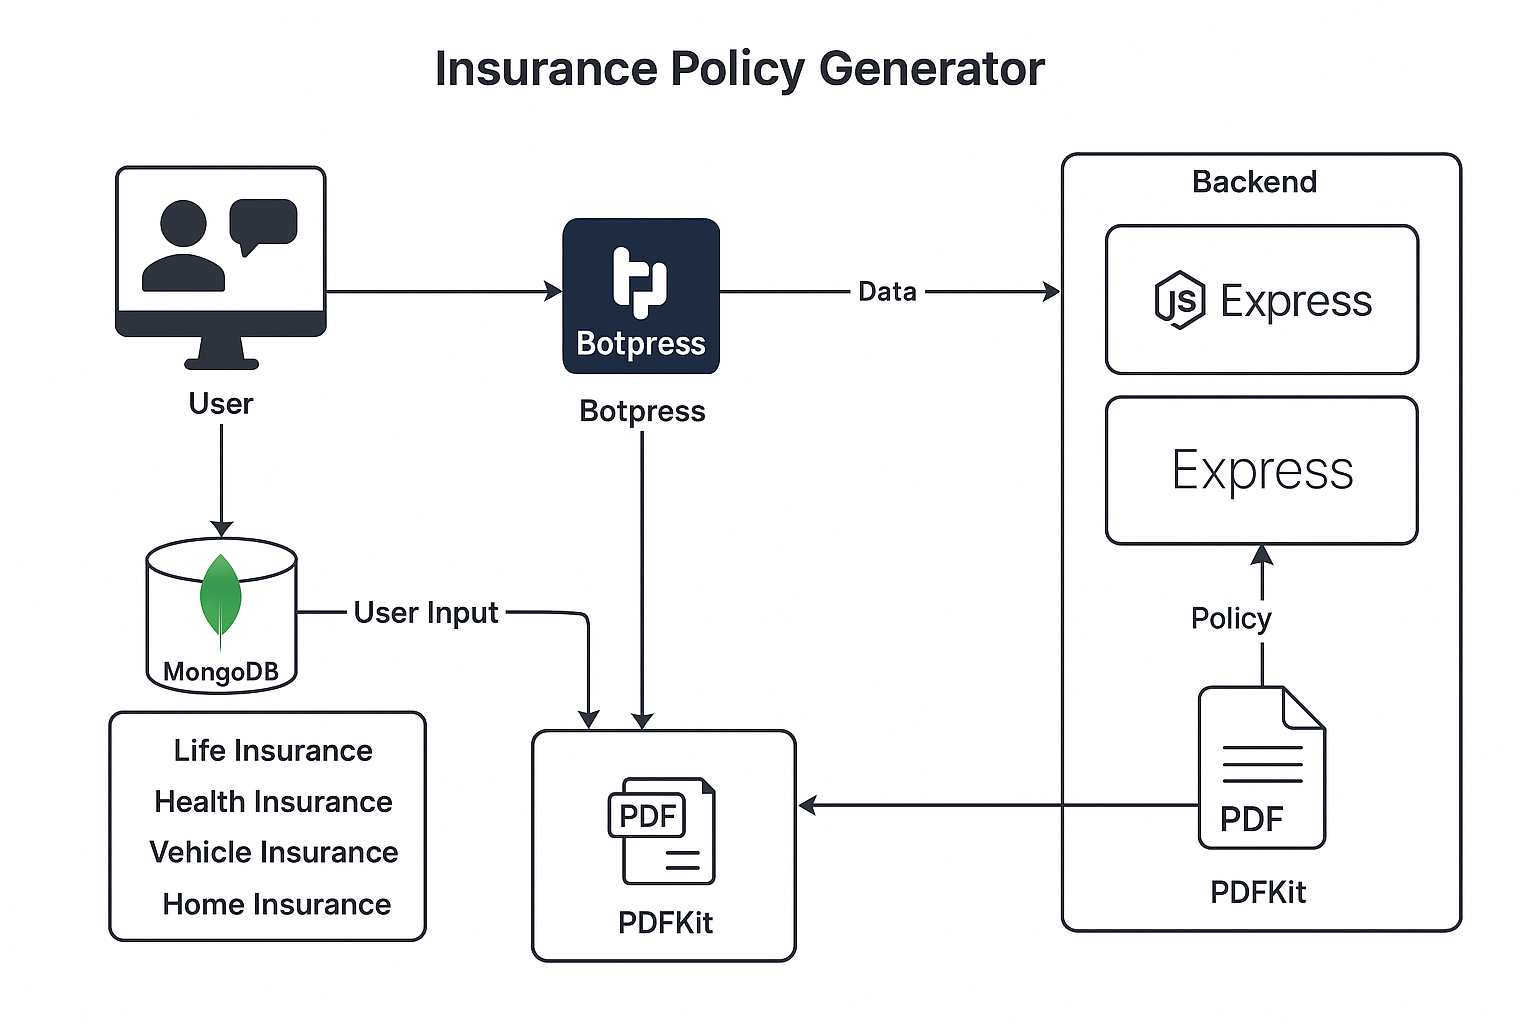 Insurance Policy Generator
Backend
JS Express
Botpress
Data
User
Botpress
Express
MongoDB
User Input
Policy
Life Insurance
Health Insurance
Vehicle Insurance
Home Insurance
PDF
PDFKit
PDF
PDFKit